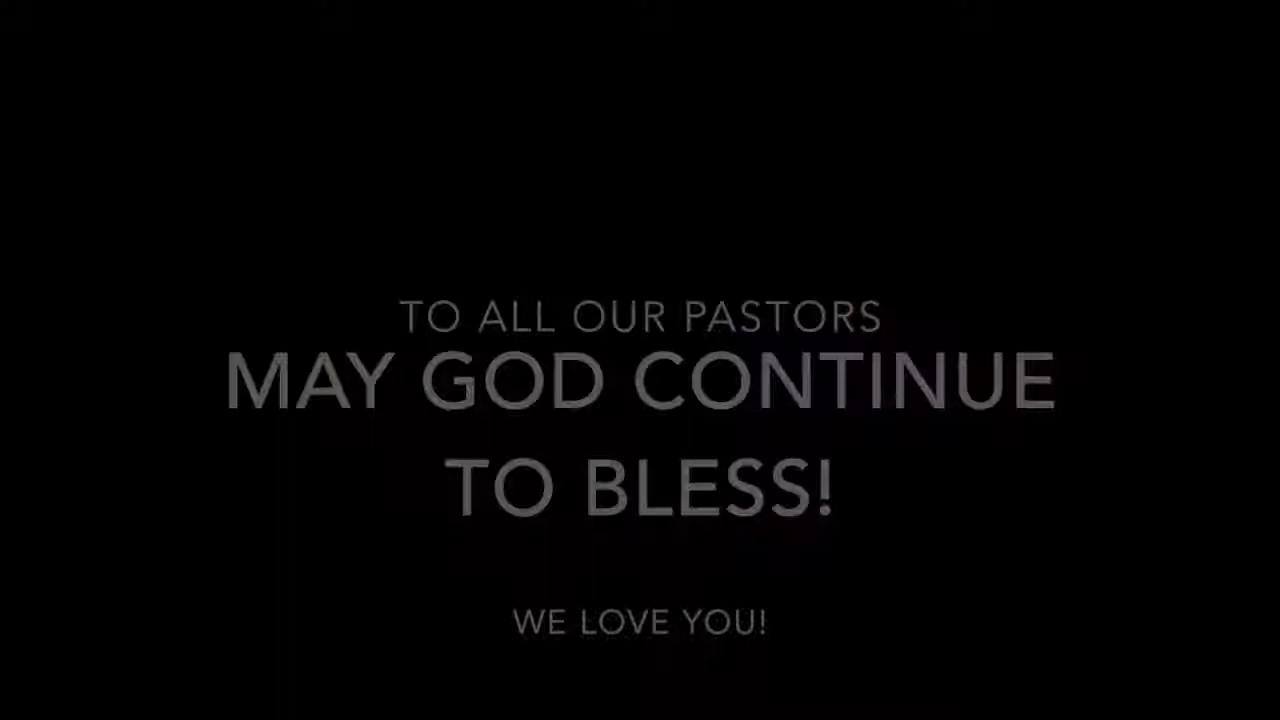 TO ALL OUR PASTORS
MAY GOD CONTINUE
TO BLESS!
WE LOVE YOU!